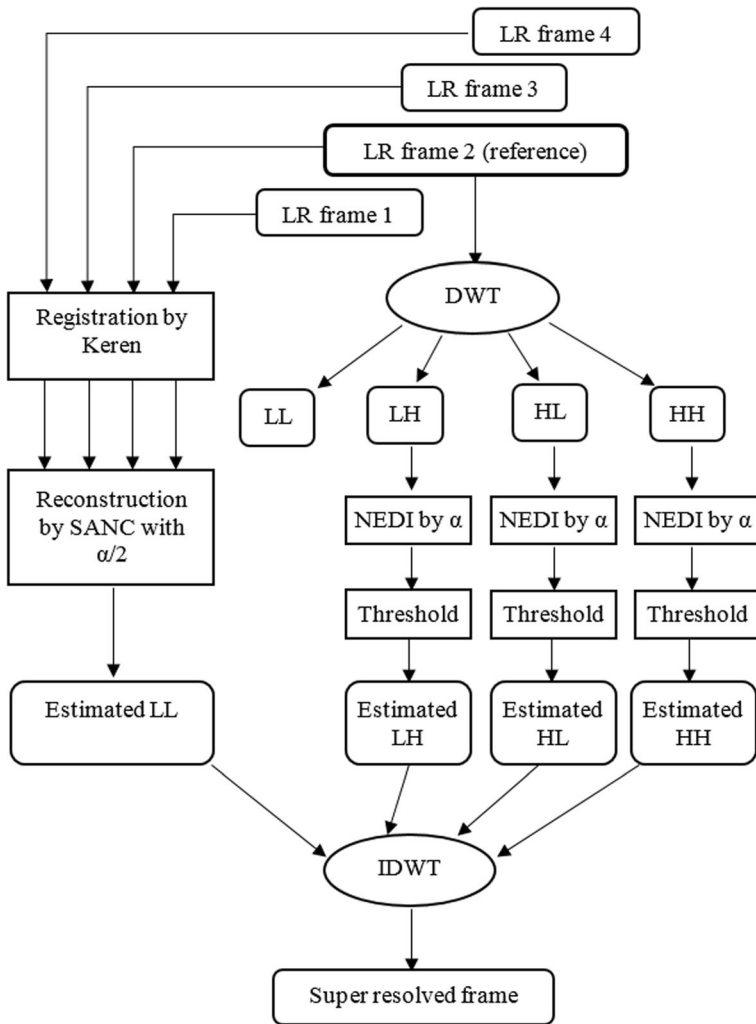 LR frame 4
LR frame 3
LR frame 2 (reference)
LR frame 1
DWT
Registration by
Keren
LL
LH
HL
HH
Reconstruction
by SANC with
α/2
NEDI by α
NEDI by α
NEDI by α
Threshold
Threshold
Threshold
Estimated LL
Estimated
LH
Estimated
HL
Estimated
HH
IDWT
Super resolved frame